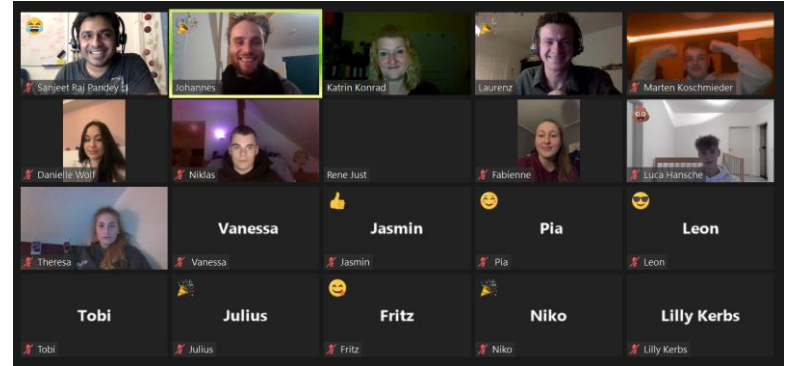 Sanjeet Raj Pandey
Johannes
Katrin Konrad
Laurenz
Marten Koschmieder
Danielle Wolf
Niklas
Rene Just
Fabienne
Luca Hansche
Theresa
Vanessa
Vanessa
Jasmin
Jasmin
Pia
Pia
Leon
Leon
Tobi
Tobi
Julius
Julius
Fritz
Fritz
Niko
Niko
Lilly Kerbs
Lilly Kerbs